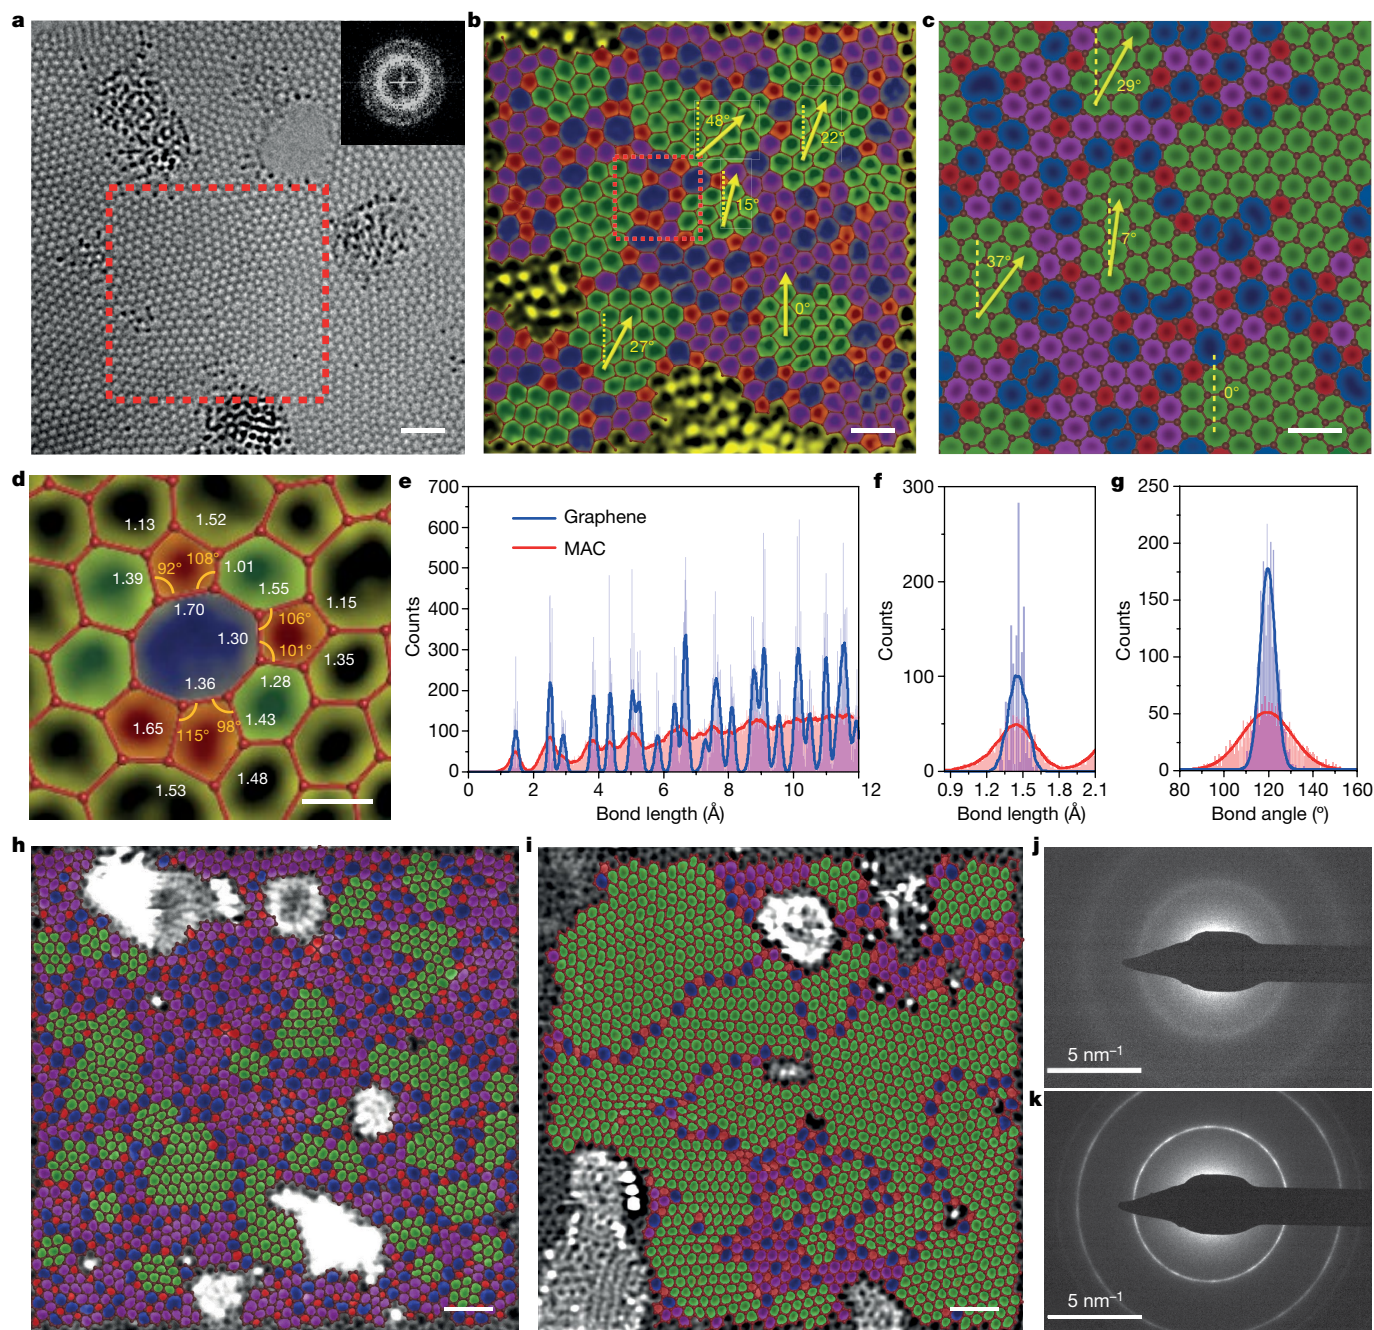 a
b
48°
22°
15°
0°
27°
c
29°
7°
37°
0°
d
1.13
1.52
108°
92°
1.01
1.39
1.55
1.15
1.70
106°
1.30
101°
1.35
1.36
1.28
1.43
1.65
98°
115°
1.48
1.53
e
700
600
500
400
300
200
100
0
Counts
Graphene
MAC
0 2 4 6 8 10 12
Bond length (Å)
f
300
200
100
0
Counts
0.9 1.2 1.5 1.8 2.1
Bond length (Å)
g
250
200
150
100
50
0
Counts
80 100 120 140 160
Bond angle (º)
h
i
j
5 nm⁻¹
k
5 nm⁻¹